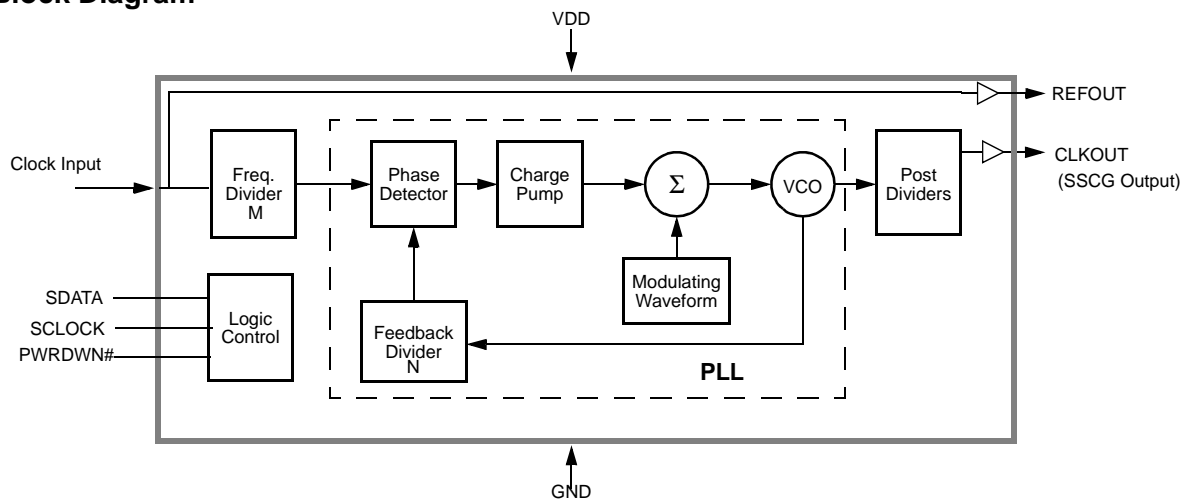 Block Diagram
VDD
REFOUT
Clock Input
Freq.
Divider
M
Phase
Detector
Charge
Pump
Σ
VCO
Post
Dividers
CLKOUT
(SSCG Output)
SDATA
SCLOCK
PWRDWN#
Logic
Control
Modulating
Waveform
Feedback
Divider
N
PLL
GND